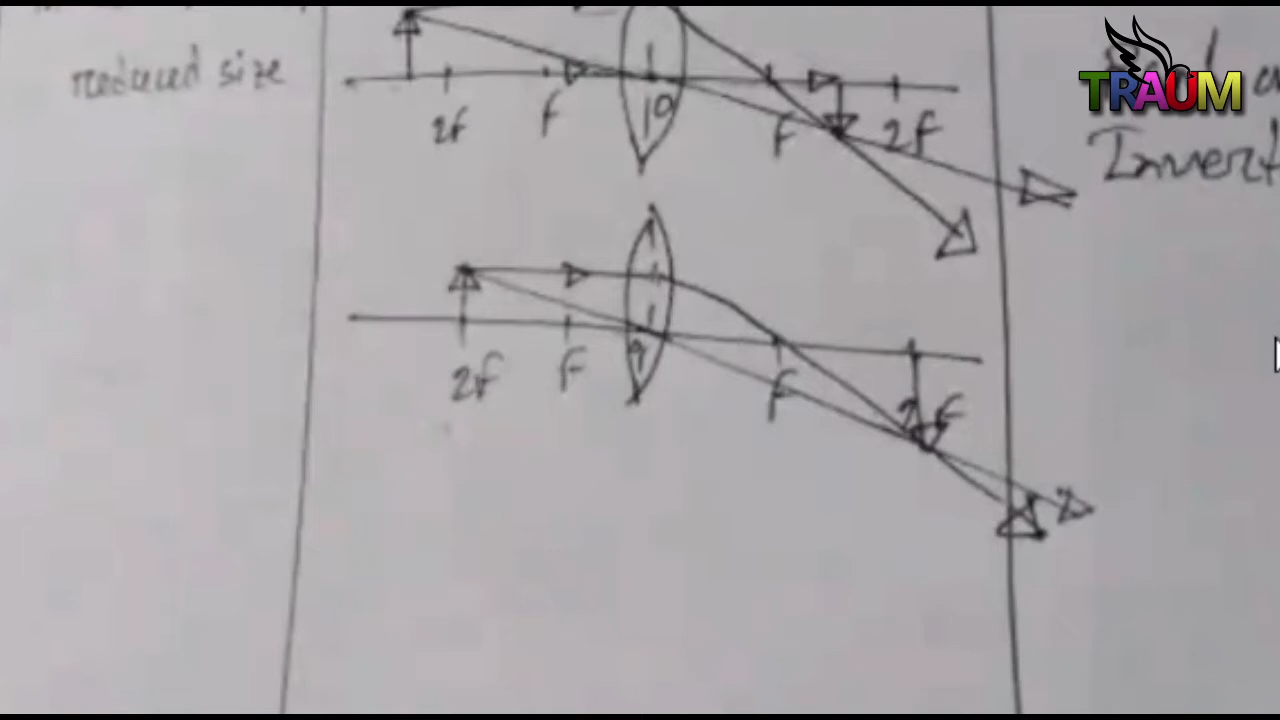 reduced size
TRAUM
2F F O F 2F
Invert
2F F F 2F